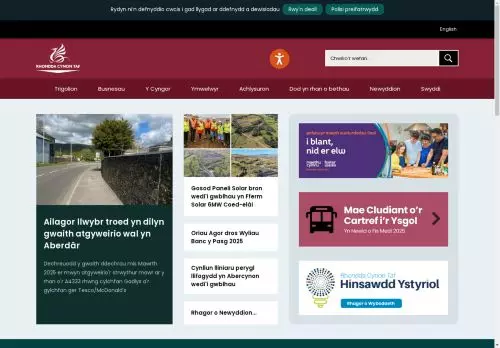 Rydyn ni'n defnyddio cwcis i gad llygad ar ddefnydd a dewisiadau
Rwy'n deall
Polisi preifatrwydd
English
RHONDDA CYNON TAF
Chwilio'r wefan
Trigolion
Busnesau
Y Cyngor
Ymwelwyr
Achlysuron
Dod yn rhan o bethau
Newyddion
Swyddi
Ailagor llwybr troed yn dilyn
gwaith atgyweirio wal yn
Aberdâr
Dechreuodd y gwaith ddechrau mis Mawrth
2025 er mwyn atgyweirio'r strwythur mawr ar y
rhan o'r A4233 rhwng cylchfan Gadlys a'r
gylchfan ger Tesco/McDonald's
Gosod Panelî Solar bron
wedi'i gwblhau yn Fferm
Solar 6MW Coed-elái
Oriau Agor dros Wyliau
Banc y Pasg 2025
Cynllun lliniaru perygl
llifogydd yn Abercynon
wedi'i gwblhau
Rhagor o Newyddion...
i blant,
nid er elw
Mae Cludiant o'r
Cartref i'r Ysgol
Yn Newid o Fis Medi 2025
Rhondda Cynon Taf
Hinsawdd Ystyriol
Rhagor o Wybodaeth